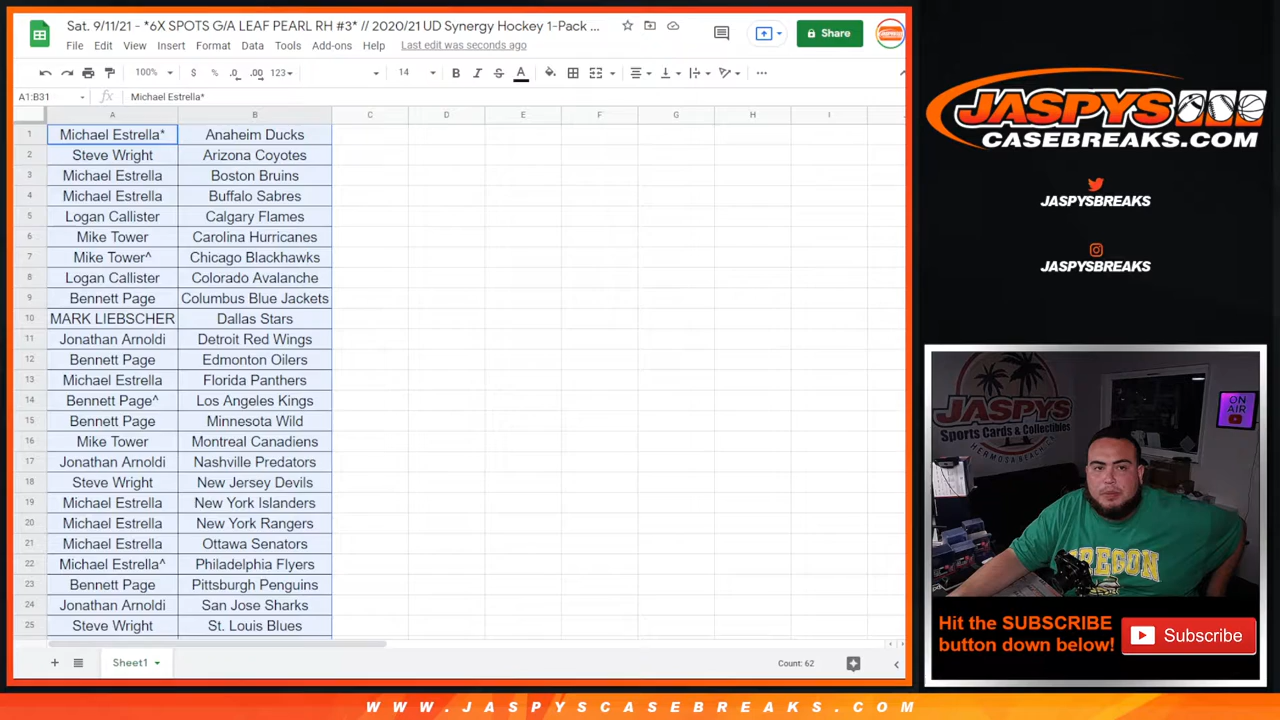 Sat. 9/11/21 - *6X SPOTS G/A LEAF PEARL RH #3* // 2020/21 UD Synergy Hockey 1-Pack ...
File Edit View Insert Format Data Tools Add-ons Help Last edit was seconds ago
Share
100% $ % .0 .00 123 14 B I S A
A1:B31 fx Michael Estrella*
A B C D E F G H I
1 Michael Estrella* Anaheim Ducks
2 Steve Wright Arizona Coyotes
3 Michael Estrella Boston Bruins
4 Michael Estrella Buffalo Sabres
5 Logan Callister Calgary Flames
6 Mike Tower Carolina Hurricanes
7 Mike Tower^ Chicago Blackhawks
8 Logan Callister Colorado Avalanche
9 Bennett Page Columbus Blue Jackets
10 MARK LIEBSCHER Dallas Stars
11 Jonathan Arnoldi Detroit Red Wings
12 Bennett Page Edmonton Oilers
13 Michael Estrella Florida Panthers
14 Bennett Page^ Los Angeles Kings
15 Bennett Page Minnesota Wild
16 Mike Tower Montreal Canadiens
17 Jonathan Arnoldi Nashville Predators
18 Steve Wright New Jersey Devils
19 Michael Estrella New York Islanders
20 Michael Estrella New York Rangers
21 Michael Estrella Ottawa Senators
22 Michael Estrella^ Philadelphia Flyers
23 Bennett Page Pittsburgh Penguins
24 Jonathan Arnoldi San Jose Sharks
25 Steve Wright St. Louis Blues
Sheet1 Count: 62
JASPYS
CASEBREAKS.COM
JASPYSBREAKS
JASPYSBREAKS
JASPYS
Sports Cards & Collectibles
HERMOSA BEACH
ON AIR
OREGON
Hit the SUBSCRIBE
button down below!
Subscribe
WWW.JASPYSCASEBREAKS.COM